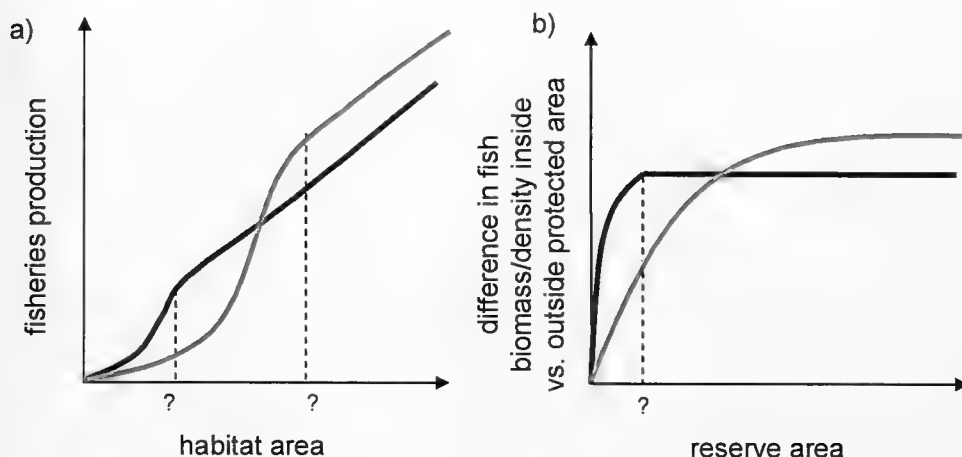 a)
fisheries production
?
?
habitat area
b)
difference in fish
biomass/density inside
vs. outside protected area
?
reserve area